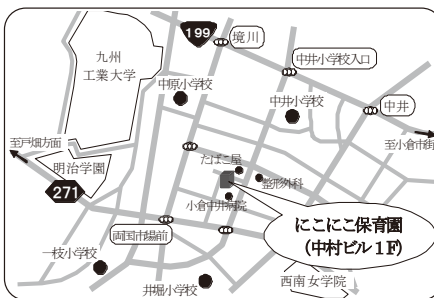 199
境川
九州
工業大学
中井小学校入口
中原小学校
中井小学校
中井
至戸畑方面
至小倉市街
たばこ屋
明治学園
整形外科
271
小倉中井病院
にこにこ保育園
(中村ビル1F)
両国市場前
一枝小学校
西南女学院
井堀小学校